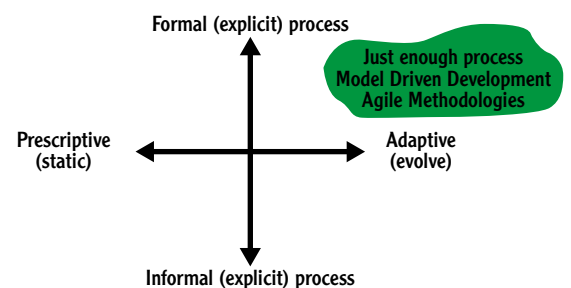 Formal (explicit) process
Just enough process
Model Driven Development
Agile Methodologies
Prescriptive
(static)
Adaptive
(evolve)
Informal (explicit) process